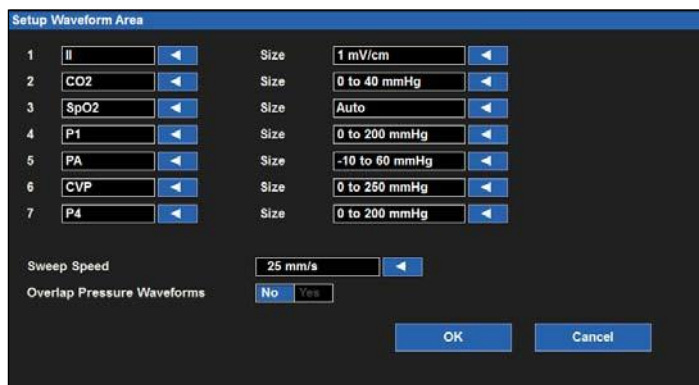 Setup Waveform Area
1 II Size 1 mV/cm
2 CO2 Size 0 to 40 mmHg
3 SpO2 Size Auto
4 P1 Size 0 to 200 mmHg
5 PA Size -10 to 60 mmHg
6 CVP Size 0 to 250 mmHg
7 P4 Size 0 to 200 mmHg
Sweep Speed 25 mm/s
Overlap Pressure Waveforms No Yes
OK Cancel